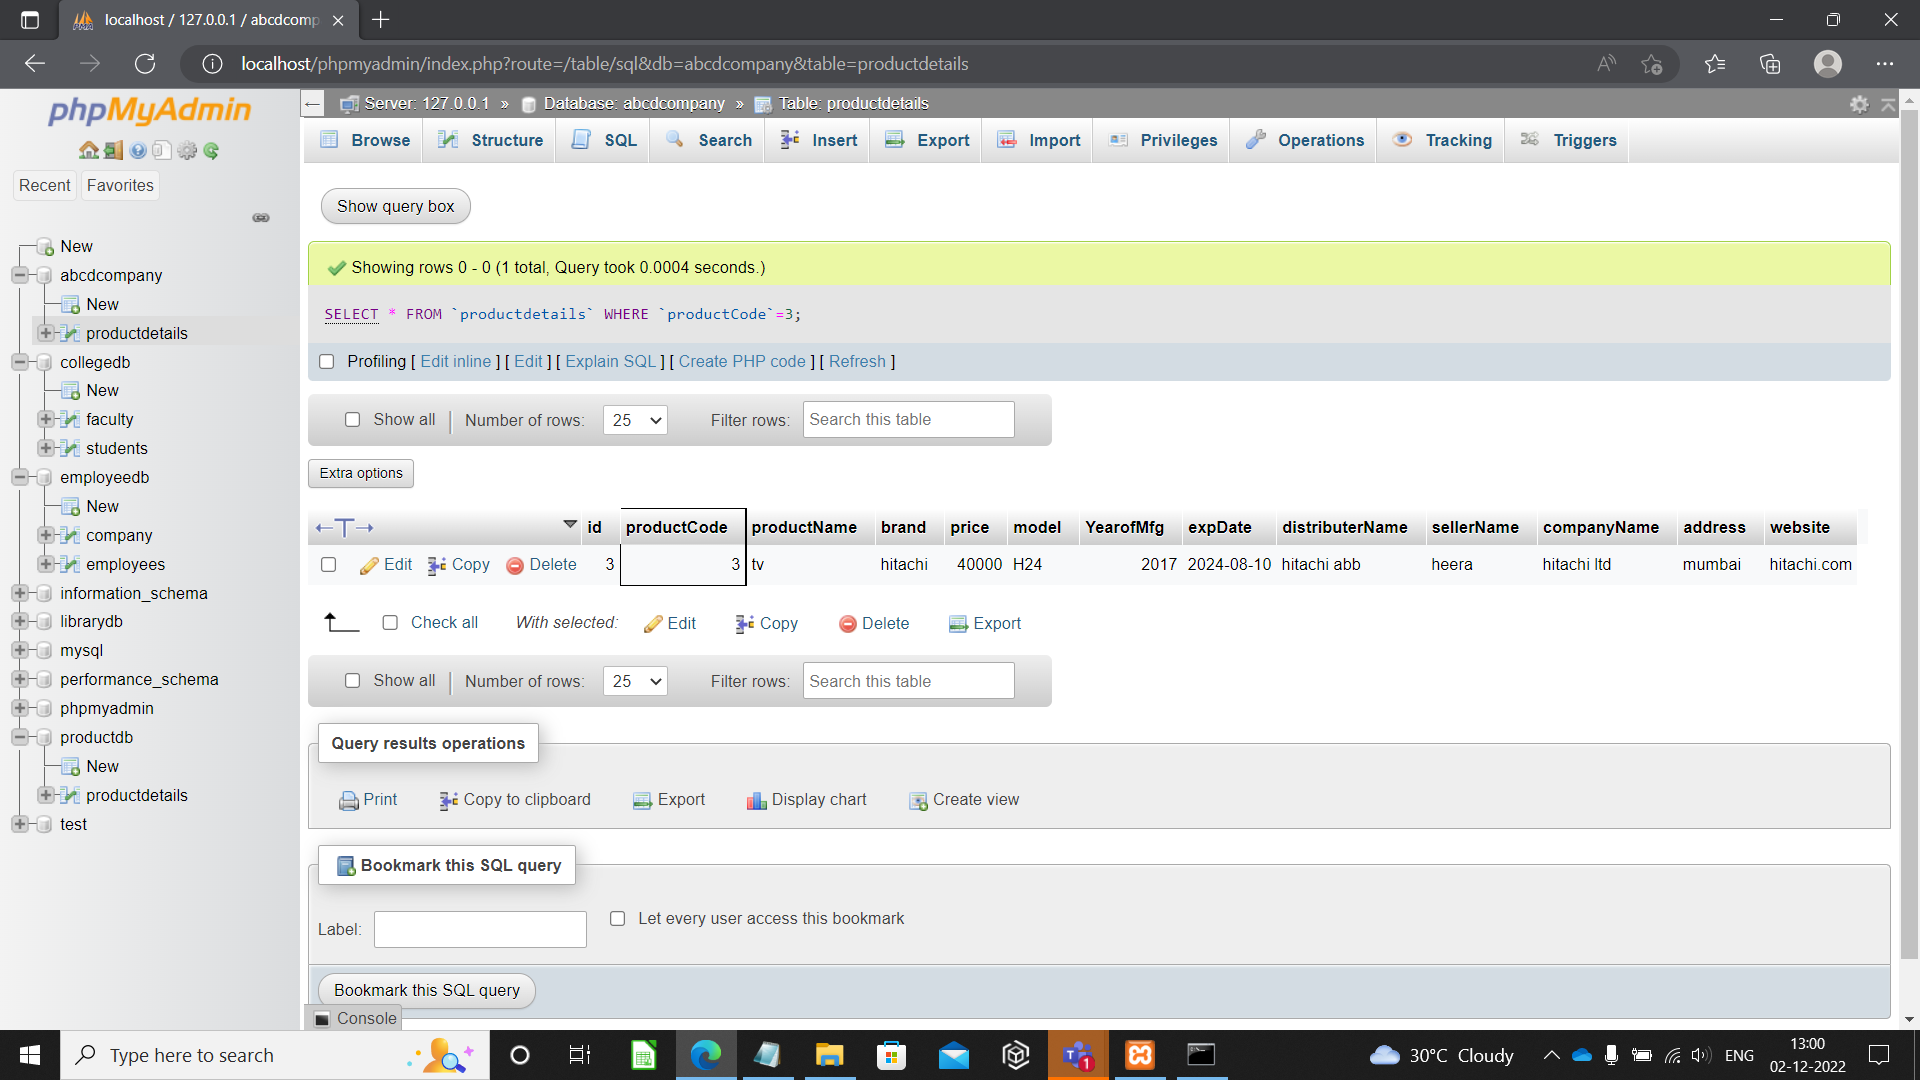 localhost / 127.0.0.1 / abcdcomp
localhost/phpmyadmin/index.php?route=/table/sql&db=abcdcompany&table=productdetails
phpMyAdmin
Recent Favorites
New
abcdcompany
New
productdetails
collegedb
New
faculty
students
employeedb
New
company
employees
information_schema
librarydb
mysql
performance_schema
phpmyadmin
productdb
New
productdetails
test
Server: 127.0.0.1 » Database: abcdcompany » Table: productdetails
Browse Structure SQL Search Insert Export Import Privileges Operations Tracking Triggers
Show query box
Showing rows 0 - 0 (1 total, Query took 0.0004 seconds.)
SELECT * FROM `productdetails` WHERE `productCode`=3;
Profiling [ Edit inline ] [ Edit ] [ Explain SQL ] [ Create PHP code ] [ Refresh ]
Show all Number of rows: 25 Filter rows: Search this table
Extra options
←T→ id productCode productName brand price model YearofMfg expDate distributerName sellerName companyName address website
Edit Copy Delete 3 3 tv hitachi 40000 H24 2017 2024-08-10 hitachi abb heera hitachi ltd mumbai hitachi.com
Check all With selected: Edit Copy Delete Export
Show all Number of rows: 25 Filter rows: Search this table
Query results operations
Print Copy to clipboard Export Display chart Create view
Bookmark this SQL query
Label: Let every user access this bookmark
Bookmark this SQL query
Console
Type here to search
1
30°C Cloudy
ENG
13:00
02-12-2022